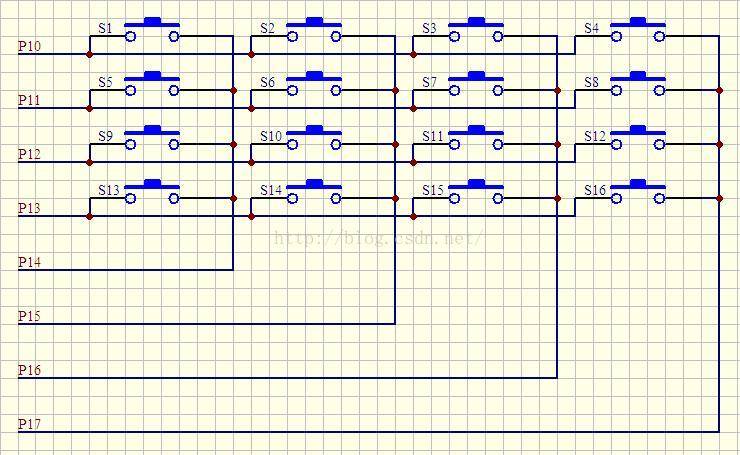 S1 S2 S3 S4
P10
S5 S6 S7 S8
P11
S9 S10 S11 S12
P12
S13 S14 S15 S16
P13
http://blog.csdn.net/
P14
P15
P16
P17